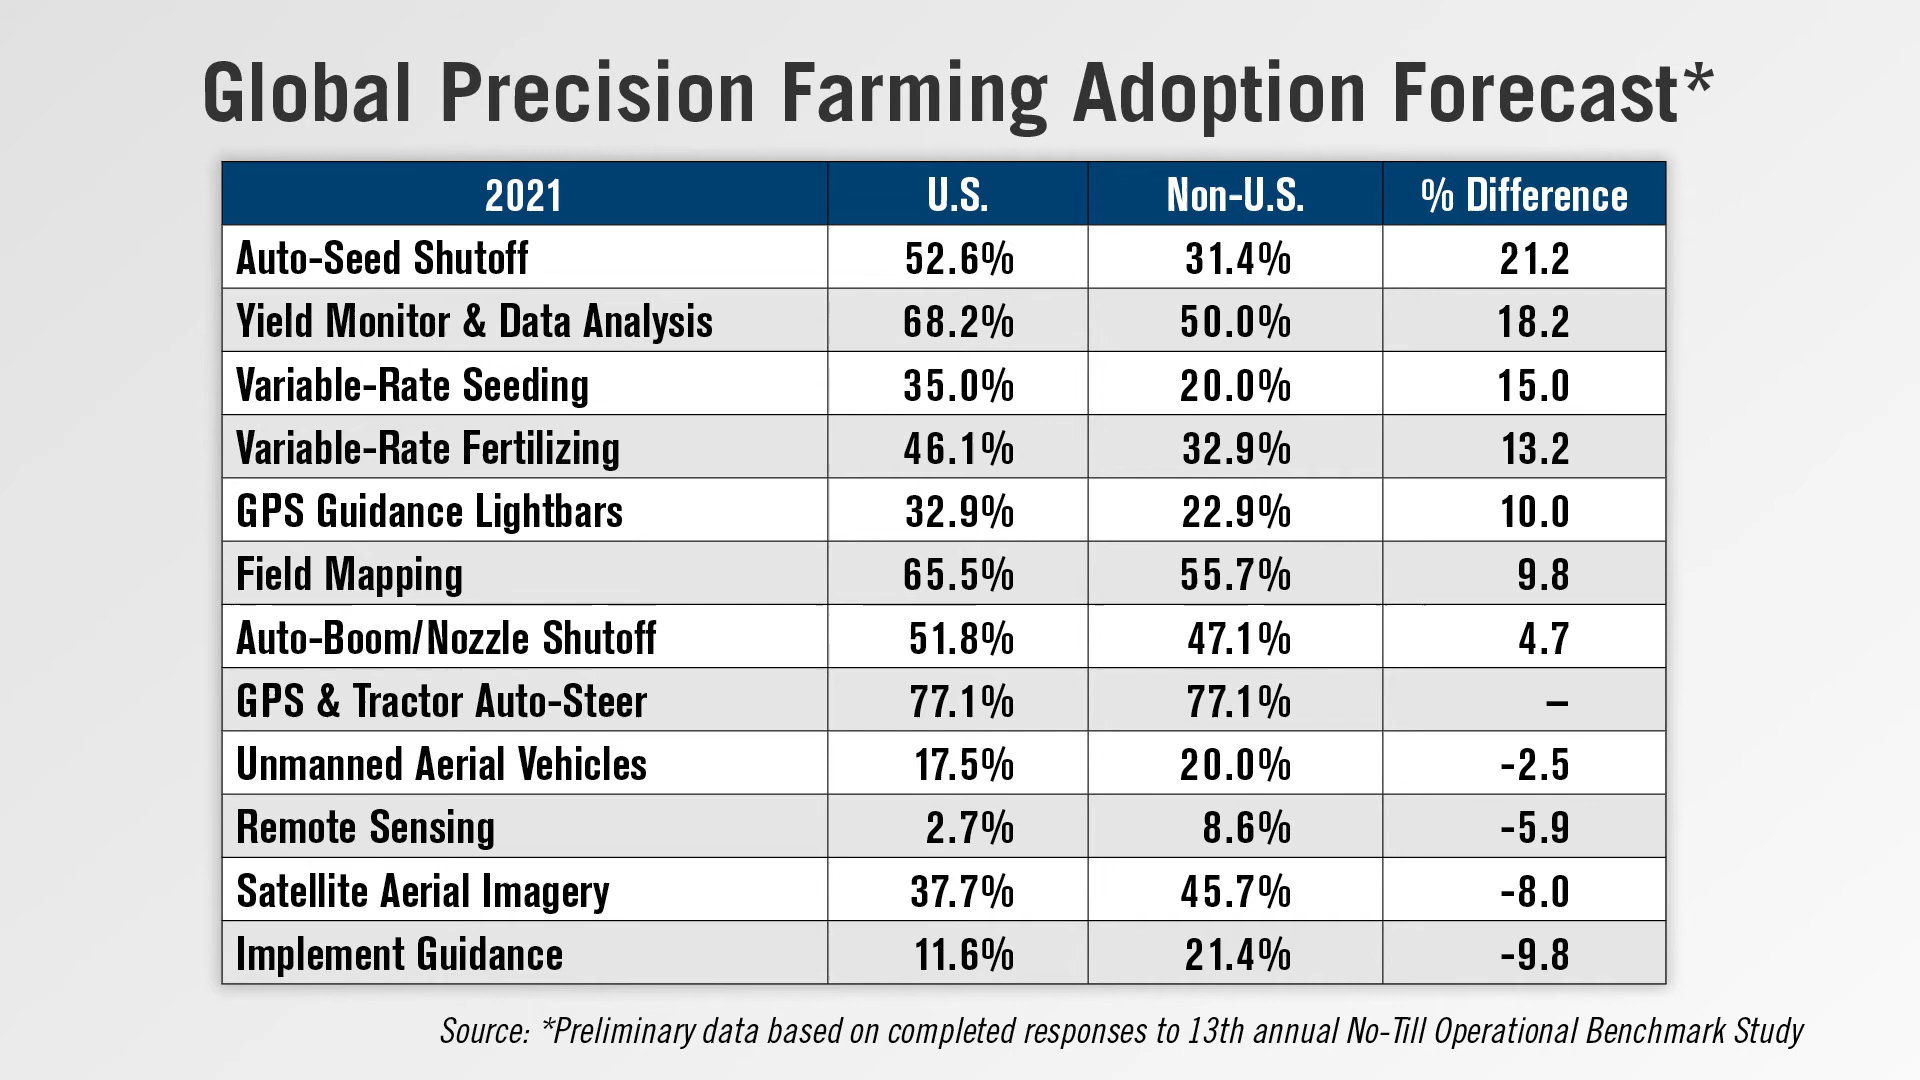 Global Precision Farming Adoption Forecast*
2021 U.S. Non-U.S. % Difference
Auto-Seed Shutoff 52.6% 31.4% 21.2
Yield Monitor & Data Analysis 68.2% 50.0% 18.2
Variable-Rate Seeding 35.0% 20.0% 15.0
Variable-Rate Fertilizing 46.1% 32.9% 13.2
GPS Guidance Lightbars 32.9% 22.9% 10.0
Field Mapping 65.5% 55.7% 9.8
Auto-Boom/Nozzle Shutoff 51.8% 47.1% 4.7
GPS & Tractor Auto-Steer 77.1% 77.1% –
Unmanned Aerial Vehicles 17.5% 20.0% -2.5
Remote Sensing 2.7% 8.6% -5.9
Satellite Aerial Imagery 37.7% 45.7% -8.0
Implement Guidance 11.6% 21.4% -9.8
Source: *Preliminary data based on completed responses to 13th annual No-Till Operational Benchmark Study